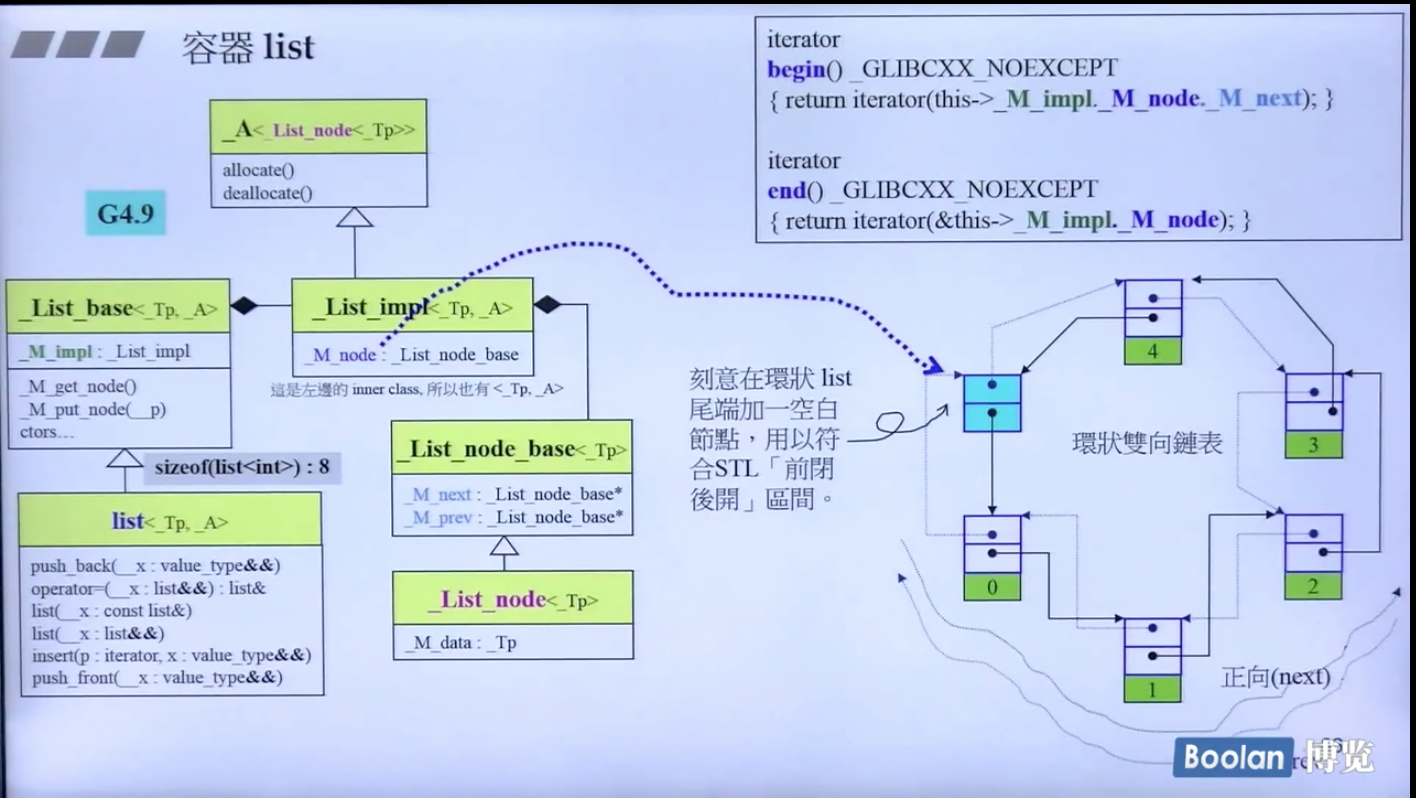 容器 list
iterator
begin() _GLIBCXX_NOEXCEPT
{ return iterator(this->_M_impl._M_node._M_next); }
iterator
end() _GLIBCXX_NOEXCEPT
{ return iterator(&this->_M_impl._M_node); }
_A<_List_node<_Tp>>
allocate()
deallocate()
G4.9
_List_base<_Tp, _A>
_M_impl : _List_impl
_M_get_node()
_M_put_node(__p)
ctors…
_List_impl<_Tp, _A>
_M_node : _List_node_base
這是左邊的 inner class, 所以也有 <_Tp, _A>
_List_node_base<_Tp>
_M_next : _List_node_base*
_M_prev : _List_node_base*
_List_node<_Tp>
_M_data : _Tp
sizeof(list<int>) : 8
list<_Tp, _A>
push_back(__x : value_type&&)
operator=(__x : list&&) : list&
list(__x : const list&)
list(__x : list&&)
insert(p : iterator, x : value_type&&)
push_front(__x : value_type&&)
刻意在環狀 list
尾端加一空白
節點，用以符
合STL「前閉
後開」區間。
環狀雙向鏈表
4
3
2
0
1
正向(next)
Boolan 博览